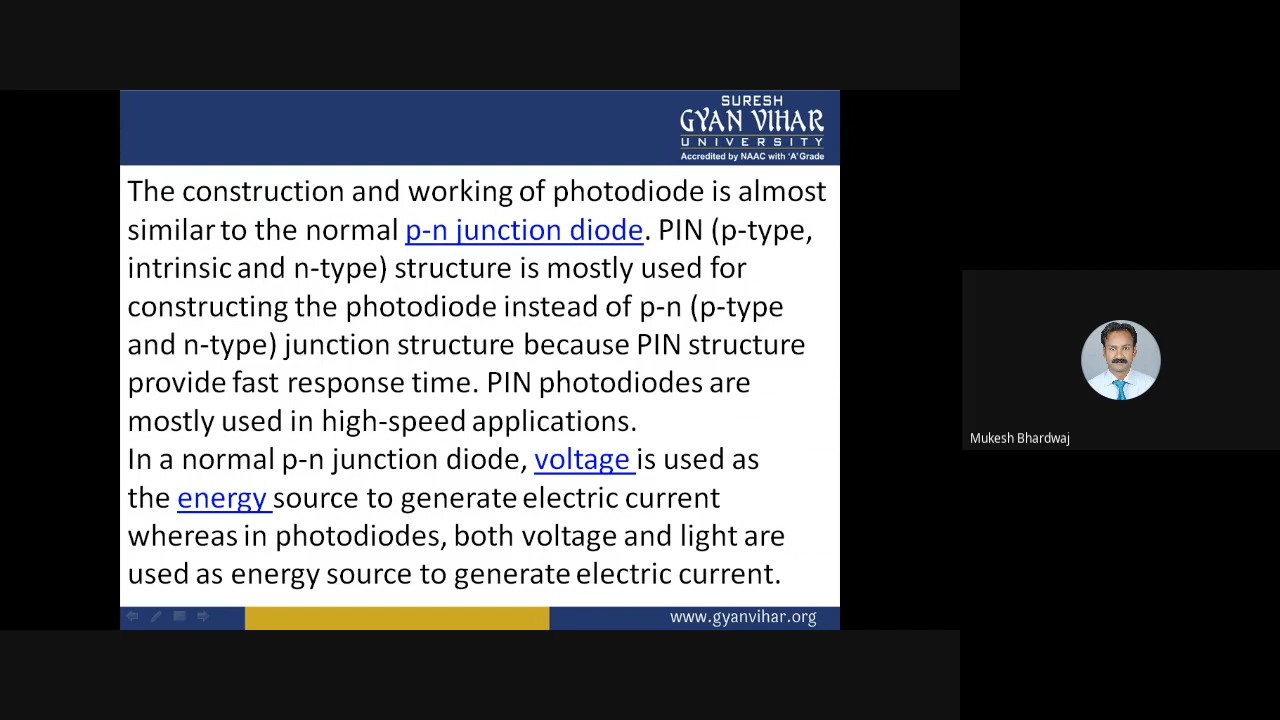 SURESH
GYAN VIHAR
UNIVERSITY
Accredited by NAAC with 'A' Grade
The construction and working of photodiode is almost
similar to the normal p-n junction diode. PIN (p-type,
intrinsic and n-type) structure is mostly used for
constructing the photodiode instead of p-n (p-type
and n-type) junction structure because PIN structure
provide fast response time. PIN photodiodes are
mostly used in high-speed applications.
In a normal p-n junction diode, voltage is used as
the energy source to generate electric current
whereas in photodiodes, both voltage and light are
used as energy source to generate electric current.
www.gyanvihar.org
Mukesh Bhardwaj